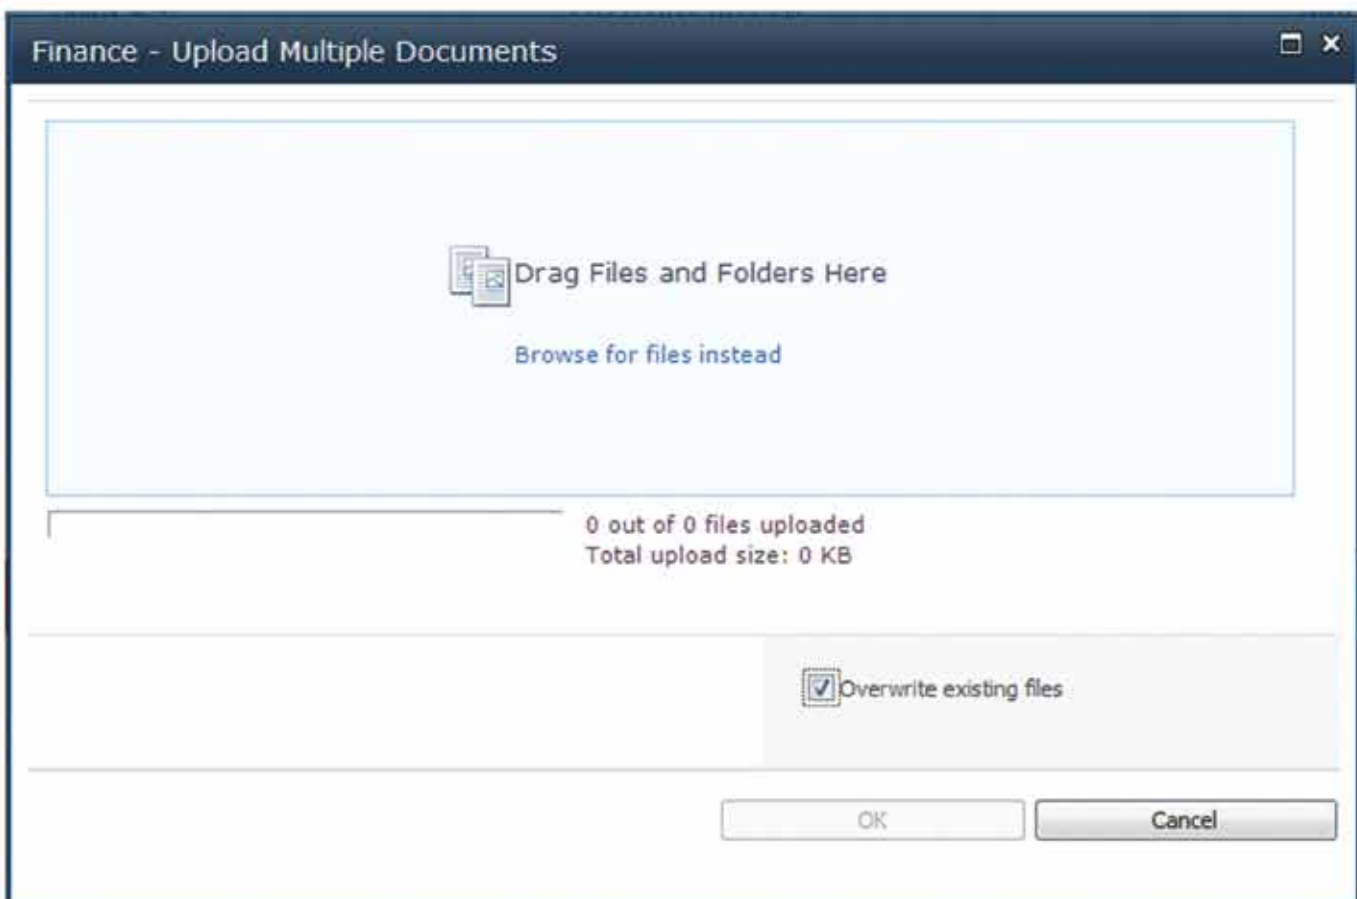 Finance - Upload Multiple Documents
Drag Files and Folders Here
Browse for files instead
0 out of 0 files uploaded
Total upload size: 0 KB
Overwrite existing files
OK
Cancel